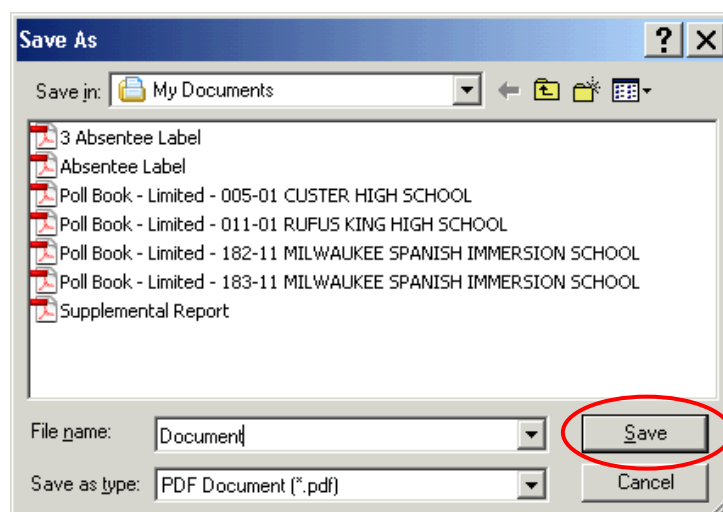 Save As
Save in: My Documents
3 Absentee Label
Absentee Label
Poll Book - Limited - 005-01 CUSTER HIGH SCHOOL
Poll Book - Limited - 011-01 RUFUS KING HIGH SCHOOL
Poll Book - Limited - 182-11 MILWAUKEE SPANISH IMMERSION SCHOOL
Poll Book - Limited - 183-11 MILWAUKEE SPANISH IMMERSION SCHOOL
Supplemental Report
File name: Document Save
Save as type: PDF Document (*.pdf) Cancel